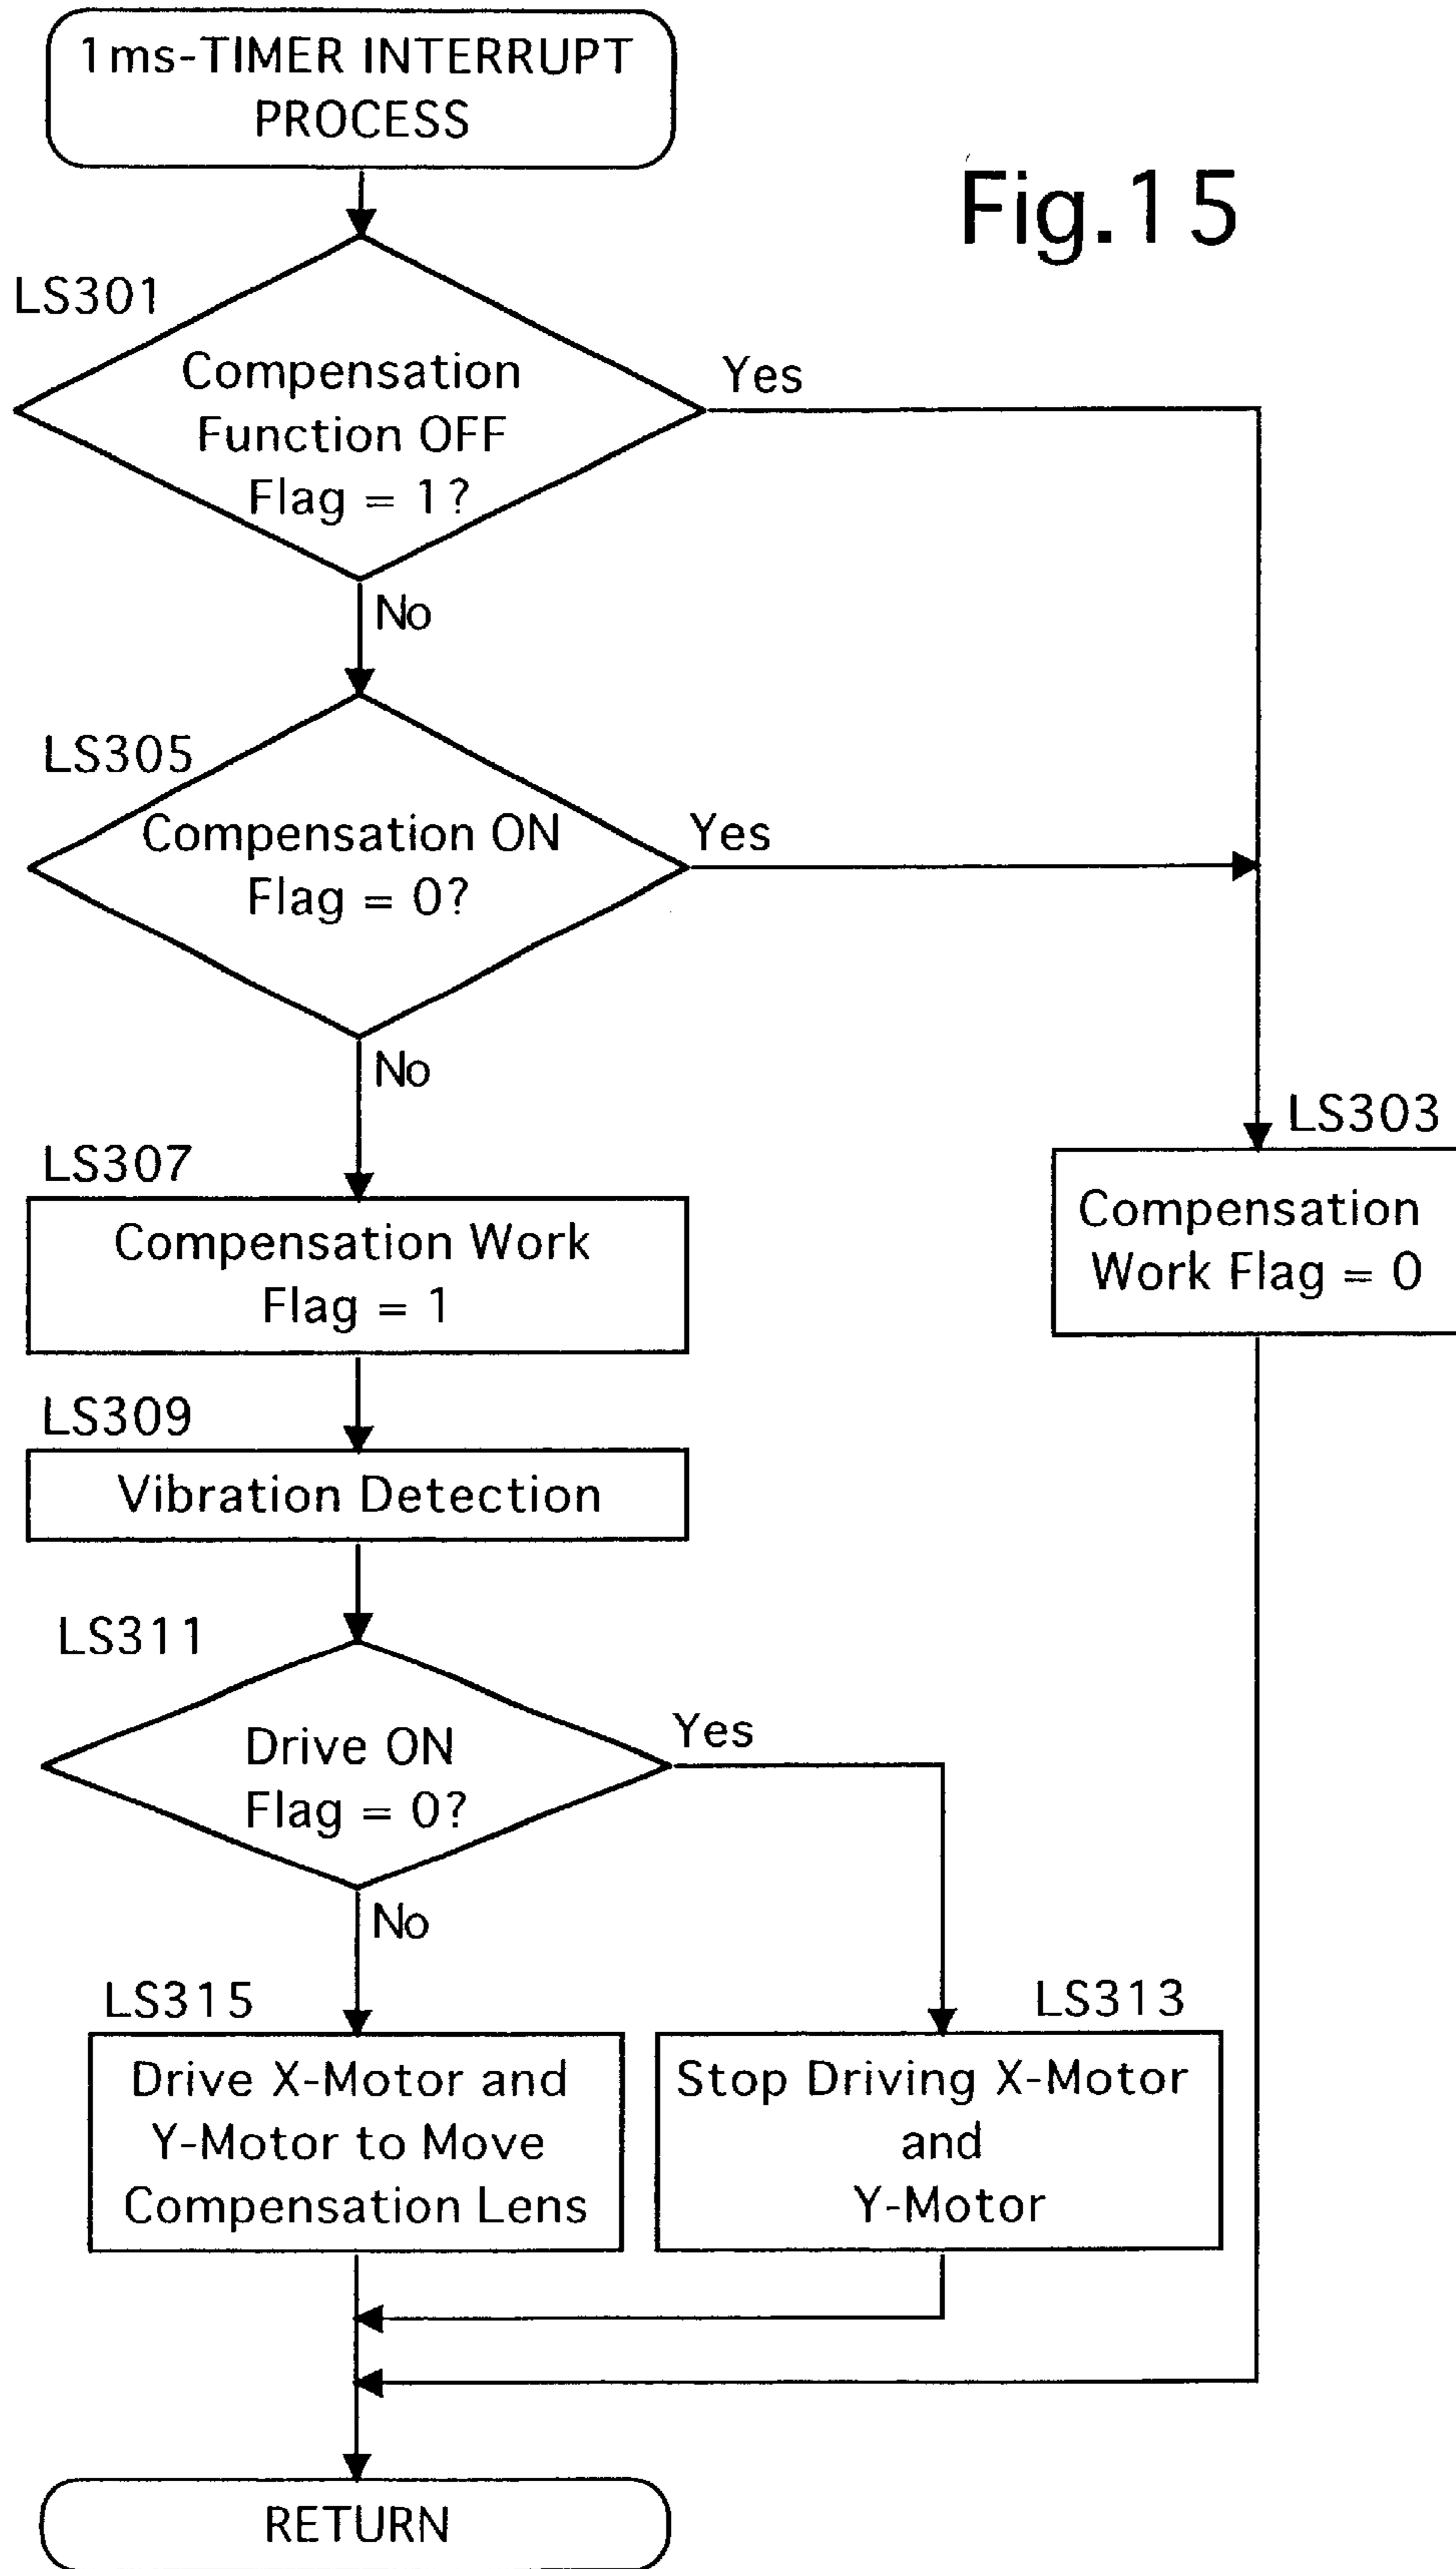 1ms-TIMER INTERRUPT
PROCESS
Fig.15
LS301
Compensation
Function OFF
Flag = 1?
Yes
No
LS305
Compensation ON
Flag = 0?
Yes
No
LS303
Compensation
Work Flag = 0
LS307
Compensation Work
Flag = 1
LS309
Vibration Detection
LS311
Drive ON
Flag = 0?
Yes
No
LS315
Drive X-Motor and
Y-Motor to Move
Compensation Lens
LS313
Stop Driving X-Motor
and
Y-Motor
RETURN